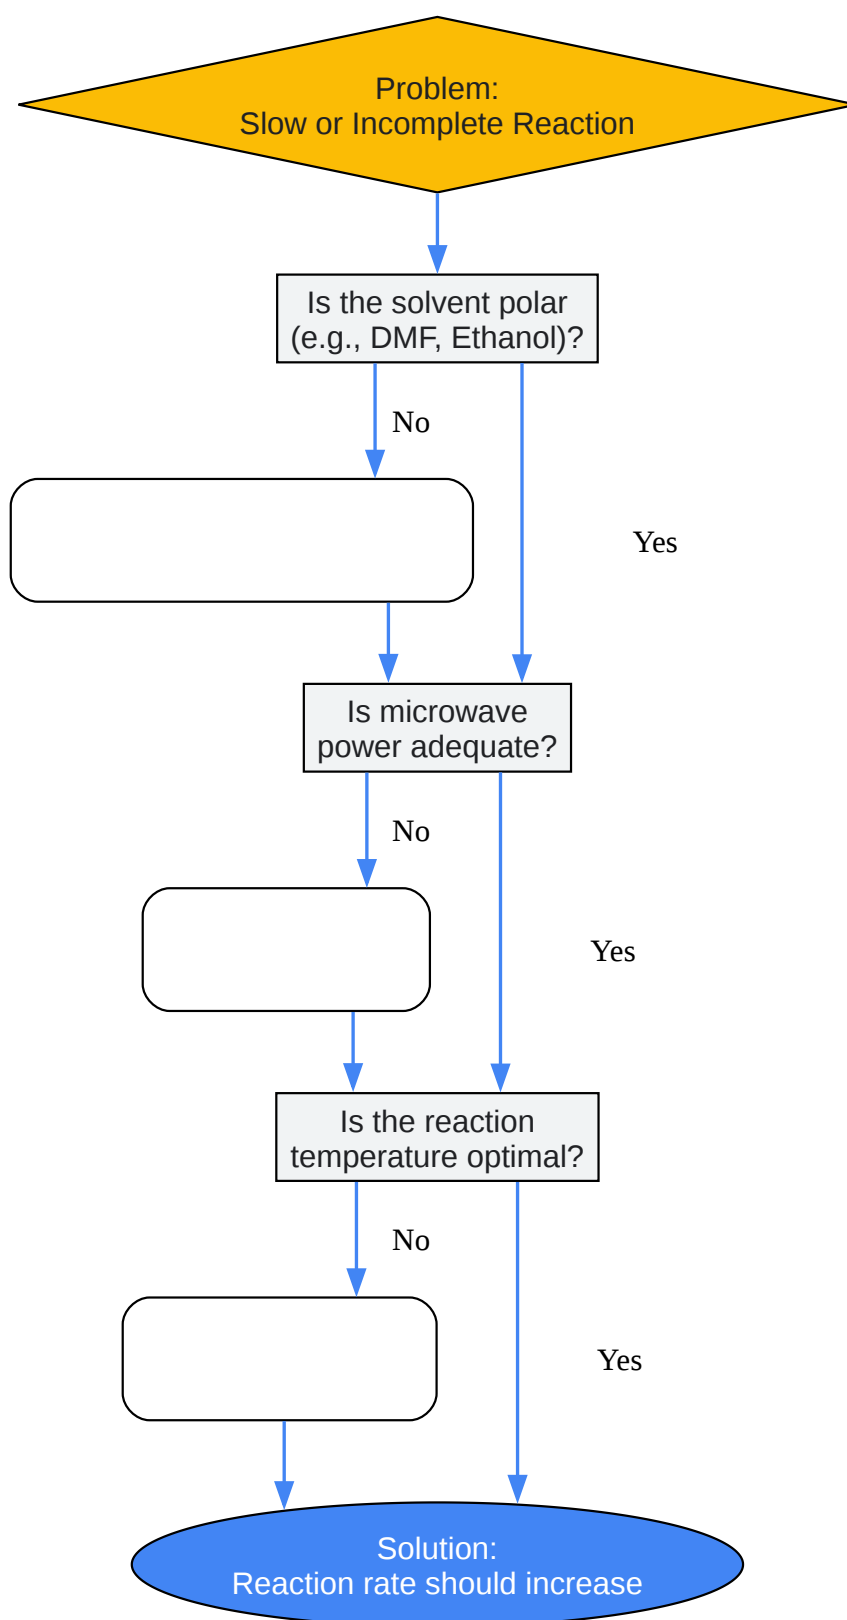 Problem:
Slow or Incomplete Reaction
Is the solvent polar
(e.g., DMF, Ethanol)?
No
Yes
Is microwave
power adequate?
No
Yes
Is the reaction
temperature optimal?
No
Yes
Solution:
Reaction rate should increase